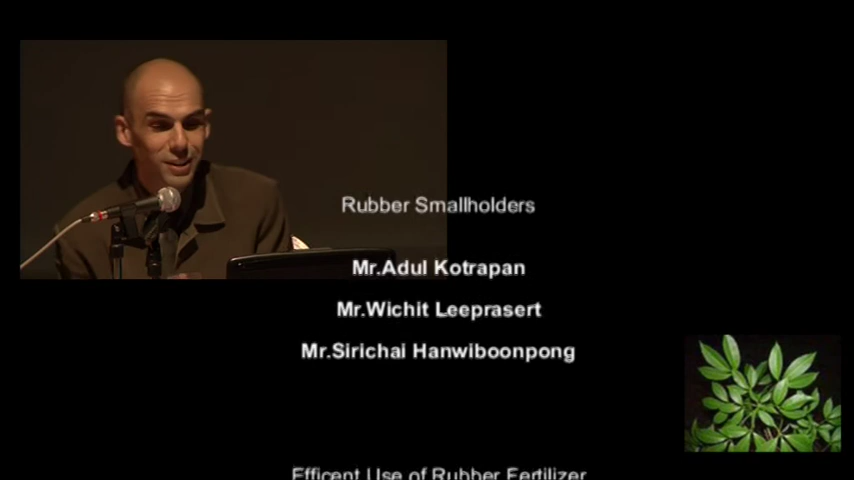 Rubber Smallholders
Mr.Adul Kotrapan
Mr.Wichit Leeprasert
Mr.Sirichai Hanwiboonpong
Efficent Use of Rubber Fertilizer